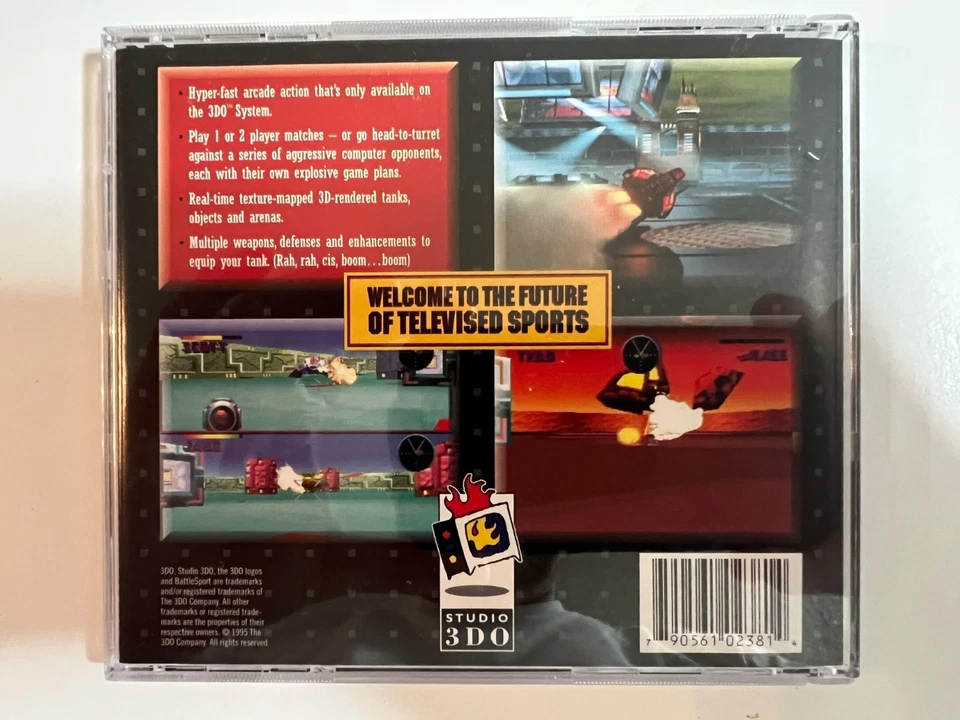 • Hyper-fast arcade action that's only available on
the 3DO™ System.
• Play 1 or 2 player matches – or go head-to-turret
against a series of aggressive computer opponents,
each with their own explosive game plans.
• Real-time texture-mapped 3D-rendered tanks,
objects and arenas.
• Multiple weapons, defenses and enhancements to
equip your tank. (Rah, rah, cis, boom...boom)
WELCOME TO THE FUTURE
OF TELEVISED SPORTS
3DO, Studio 3DO, the 3DO logos
and BattleSport are trademarks
and/or registered trademarks of
The 3DO Company. All other
trademarks or registered trade-
marks are the properties of their
respective owners. © 1995 The
3DO Company. All rights reserved
STUDIO
3DO
7 90561 02381 4